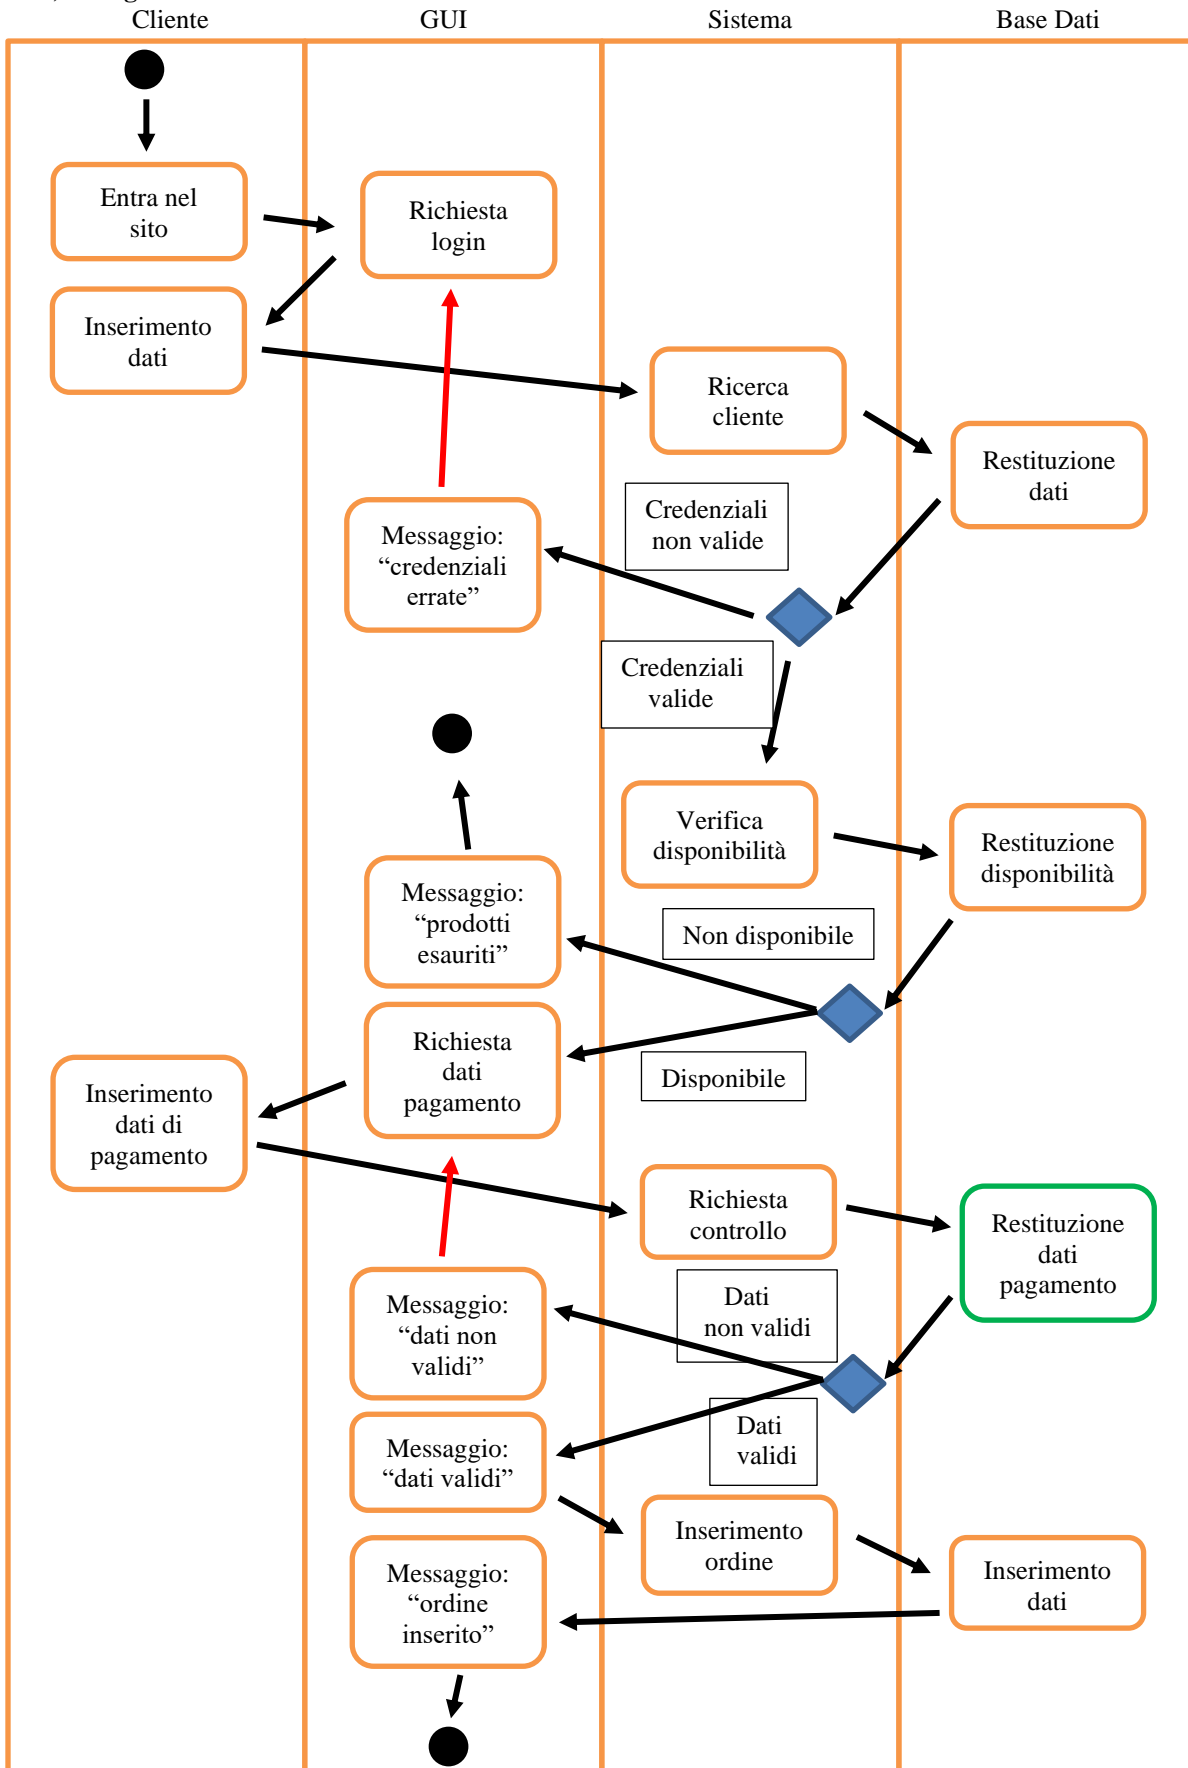 Cliente
GUI
Sistema
Base Dati
Entra nel
sito
Richiesta
login
Inserimento
dati
Ricerca
cliente
Restituzione
dati
Credenziali
non valide
Messaggio:
“credenziali
errate”
Credenziali
valide
Verifica
disponibilità
Restituzione
disponibilità
Messaggio:
“prodotti
esauriti”
Non disponibile
Richiesta
dati
pagamento
Disponibile
Inserimento
dati di
pagamento
Richiesta
controllo
Restituzione
dati
pagamento
Dati
non validi
Messaggio:
“dati non
validi”
Dati
validi
Messaggio:
“dati validi”
Inserimento
ordine
Inserimento
dati
Messaggio:
“ordine
inserito”